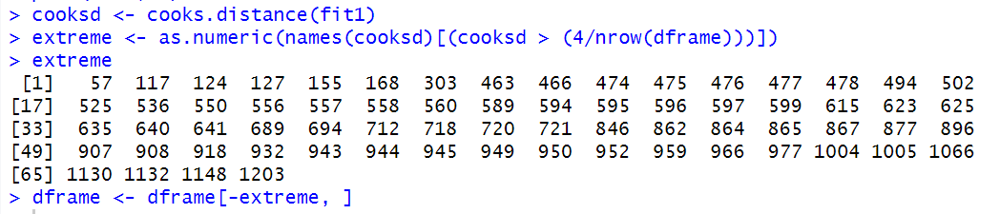 > cooksd <- cooks.distance(fit1)
> extreme <- as.numeric(names(cooksd)[(cooksd > (4/nrow(dframe)))])
> extreme
 [1]   57  117  124  127  155  168  303  463  466  474  475  476  477  478  494  502
[17]  525  536  550  556  557  558  560  589  594  595  596  597  599  615  623  625
[33]  635  640  641  689  694  712  718  720  721  846  862  864  865  867  877  896
[49]  907  908  918  932  943  944  945  949  950  952  959  966  977 1004 1005 1066
[65] 1130 1132 1148 1203
> dframe <- dframe[-extreme, ]